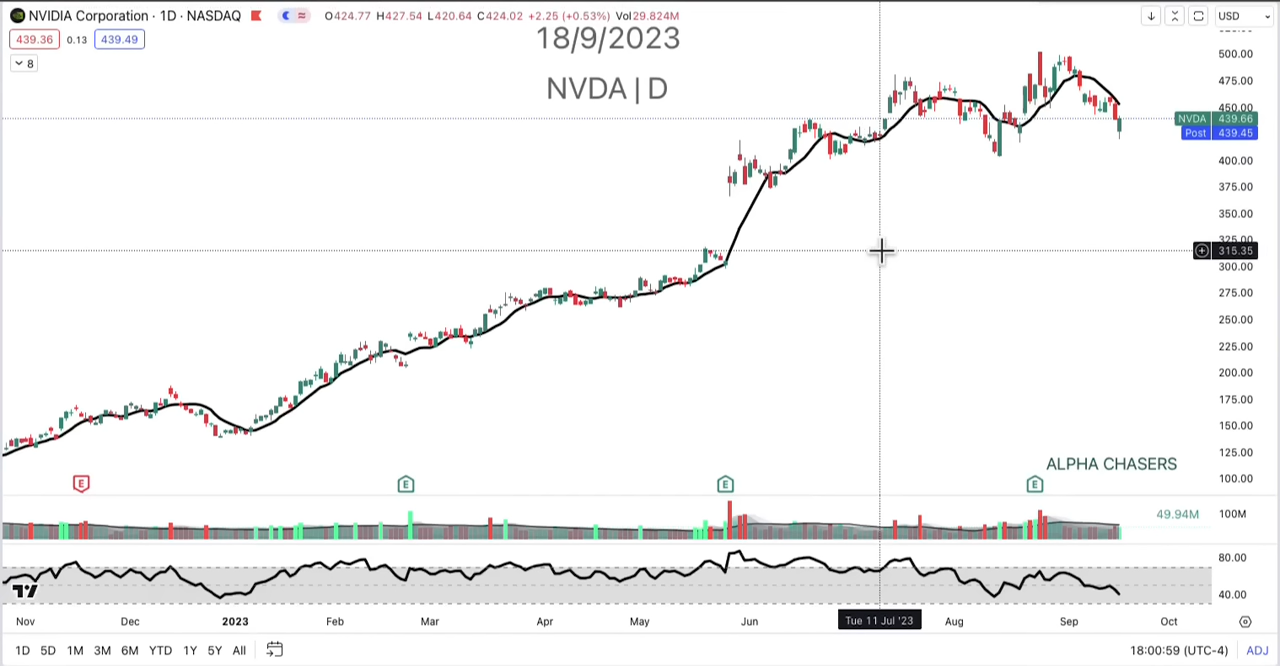 NVIDIA Corporation · 1D · NASDAQ O424.77 H427.54 L420.64 C424.02 +2.25 (+0.53%) Vol29.824M USD
439.36 0.13 439.49
8
18/9/2023
NVDA | D
500.00
475.00
450.00
NVDA 439.66
Post 439.45
400.00
375.00
350.00
325.00
315.35
300.00
275.00
250.00
225.00
200.00
175.00
150.00
125.00
100.00
ALPHA CHASERS
E E E E
49.94M 100M
80.00
40.00
Nov Dec 2023 Feb Mar Apr May Jun Tue 11 Jul '23 Aug Sep Oct
1D 5D 1M 3M 6M YTD 1Y 5Y All 18:00:59 (UTC-4) ADJ